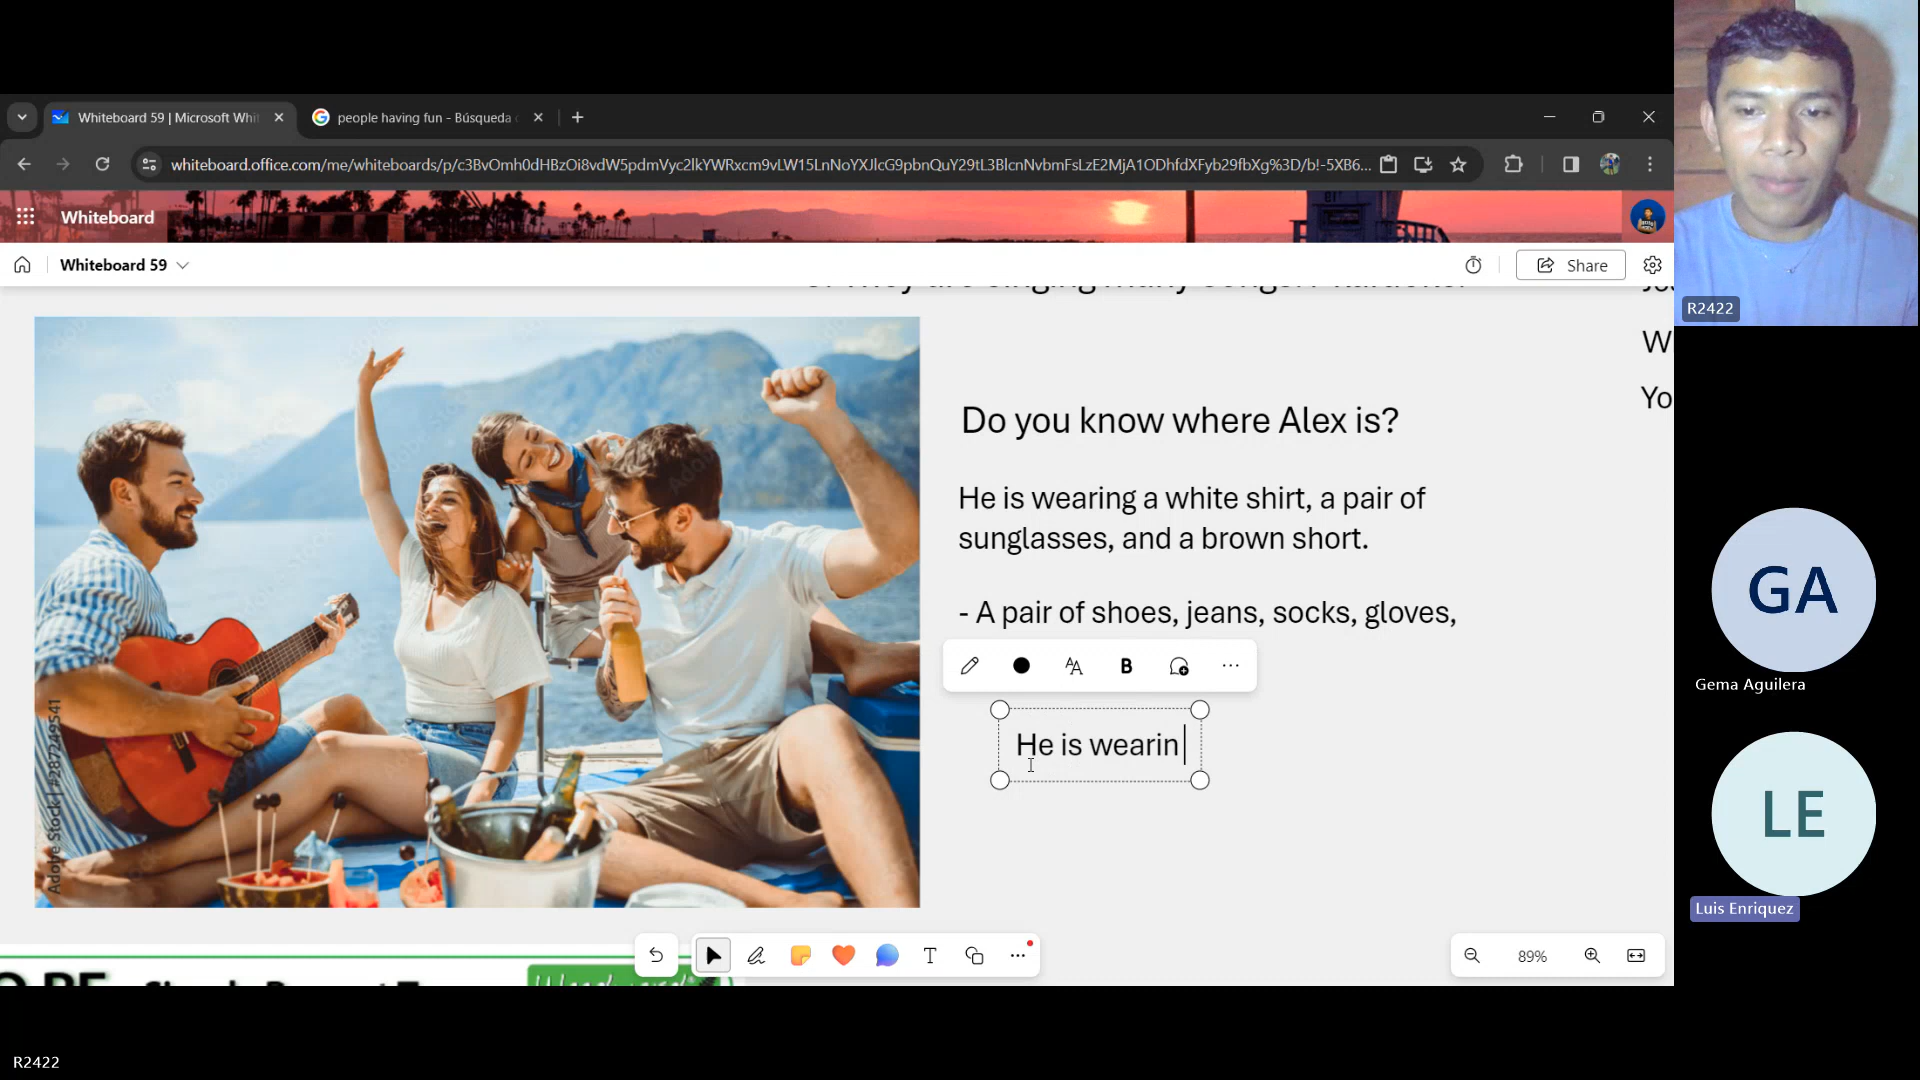 Whiteboard 59 | Microsoft Whi
people having fun - Búsqueda
whiteboard.office.com/me/whiteboards/p/c3BvOmh0dHBzOi8vdW5pdmVyc2lkYWRxcm9vLW15LnNoYXJlcG9pbnQuY29tL3BlcnNvbmFsLzE2MjA1ODhfdXFyb29fbXg%3D/b!-5XB6...
Whiteboard
Whiteboard 59
Share
Do you know where Alex is?
He is wearing a white shirt, a pair of
sunglasses, and a brown short.
- A pair of shoes, jeans, socks, gloves,
He is wearin
W
Yo
Adobe Stock | #287249541
89%
R2422
GA
Gema Aguilera
LE
Luis Enriquez
R2422